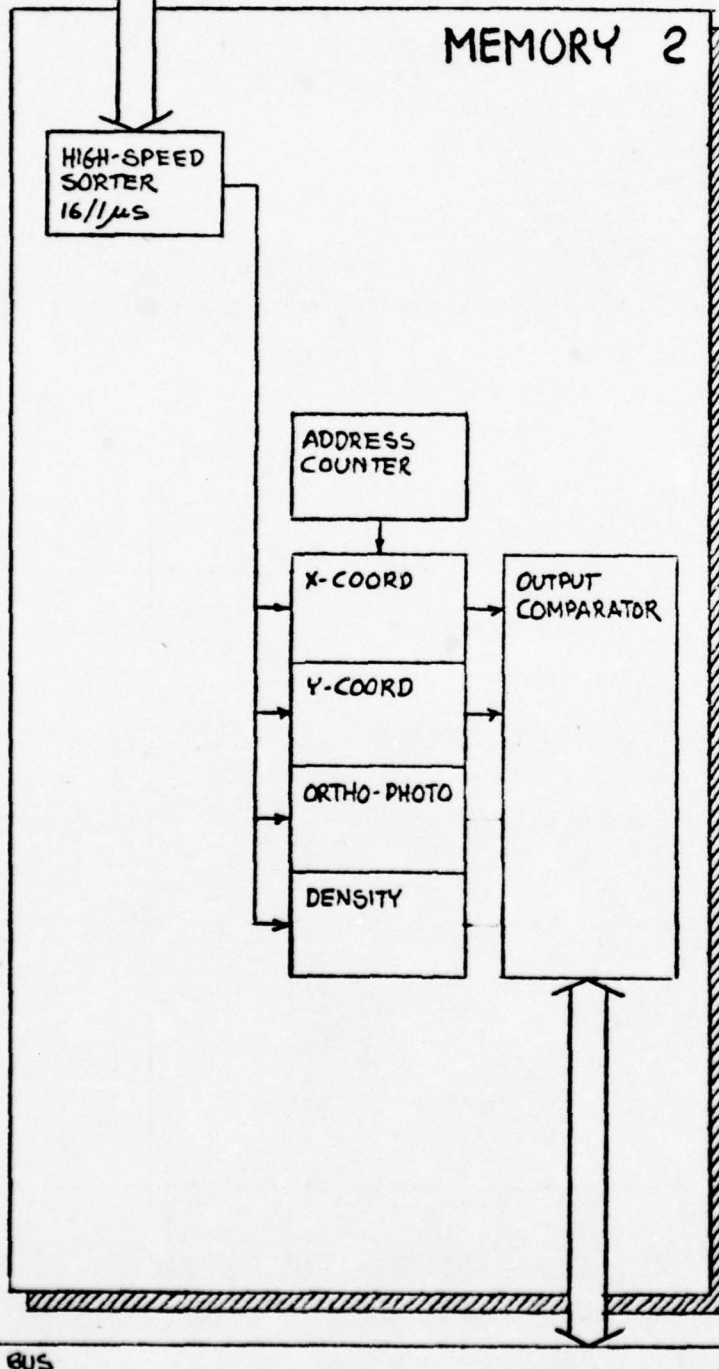 MEMORY 2
HIGH-SPEED
SORTER
16/1μs
ADDRESS
COUNTER
X-COORD
OUTPUT
COMPARATOR
Y-COORD
ORTHO-PHOTO
DENSITY
BUS